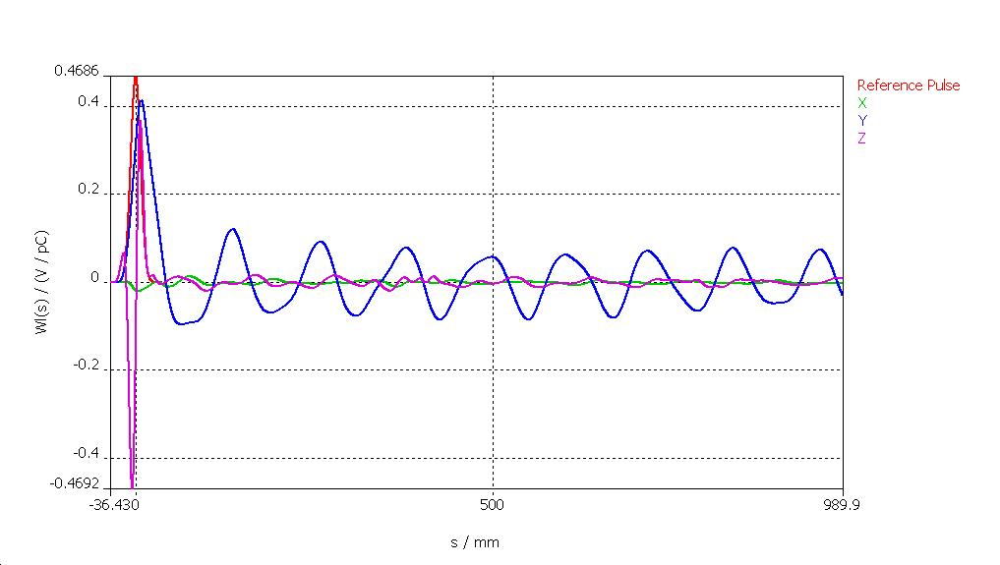 0.4686
Reference Pulse
X
0.4
Y
Z
0.2
Wl(s) / (V / pC)
0
-0.2
-0.4
-0.4692
-36.430
500
989.9
s / mm